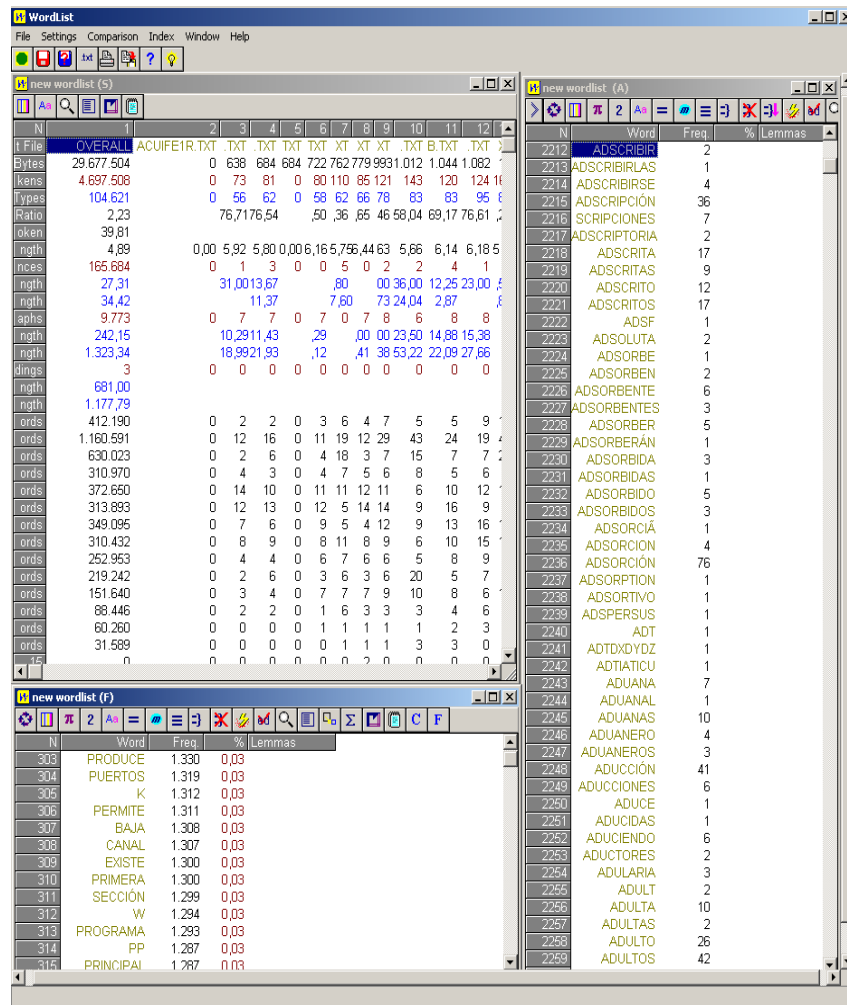 WordList
File Settings Comparison Index Window Help
.txt ?
new wordlist (S)
Aa
N 1 2 3 4 5 6 7 8 9 10 11 12
t File OVERALL ACUIFE1R.TXT .TXT .TXT TXT .TXT XT XT XT .TXT B.TXT .TXT
Bytes 29.677.504 0 638 684 684 722 762 779 993 1.012 1.044 1.082
kens 4.697.508 0 73 81 0 80 110 85 121 143 120 124
Types 104.621 0 56 62 0 58 62 66 78 83 83 95
Ratio 2,23 76,71 76,54 ,50 ,36 ,65 46 58,04 69,17 76,61
oken 39,81
ngth 4,89 0,00 5,92 5,80 0,00 6,16 5,75 6,44 63 5,66 6,14 6,18
nces 165.684 0 1 3 0 0 5 0 2 2 4 1
ngth 27,31 31,00 13,67 ,80 00 36,00 12,25 23,00
ngth 34,42 11,37 7,60 73 24,04 2,87
aphs 9.773 0 7 7 0 7 0 7 8 6 8 8
ngth 242,15 10,29 11,43 ,29 ,00 00 23,50 14,88 15,38
ngth 1.323,34 18,99 21,93 ,12 ,41 38 53,22 22,09 27,66
dings 3 0 0 0 0 0 0 0 0 0 0 0
ngth 681,00
ngth 1.177,79
ords 412.190 0 2 2 0 3 6 4 7 5 5 9
ords 1.160.591 0 12 16 0 11 19 12 29 43 24 19
ords 630.023 0 2 6 0 4 18 3 7 15 7 7
ords 310.970 0 4 3 0 4 7 5 6 8 5 6
ords 372.650 0 14 10 0 11 11 12 11 6 10 12
ords 313.893 0 12 13 0 12 5 14 14 9 16 9
ords 349.095 0 7 6 0 9 5 4 12 9 13 16
ords 310.432 0 8 9 0 8 11 8 9 6 10 15
ords 252.953 0 4 4 0 6 7 6 6 5 8 9
ords 219.242 0 2 6 0 3 6 3 6 20 5 7
ords 151.640 0 3 4 0 7 7 7 9 10 8 6
ords 88.446 0 2 2 0 1 6 3 3 3 4 6
ords 60.260 0 0 0 0 1 1 1 1 1 2 3
ords 31.589 0 0 0 0 0 1 1 1 3 3 0
15 0 0 0 0 0 0 0 2 0 0 0 0
new wordlist (F)
π 2 Aa = m Σ C F
N Word Freq. % Lemmas
303 PRODUCE 1.330 0,03
304 PUERTOS 1.319 0,03
305 K 1.312 0,03
306 PERMITE 1.311 0,03
307 BAJA 1.308 0,03
308 CANAL 1.307 0,03
309 EXISTE 1.300 0,03
310 PRIMERA 1.300 0,03
311 SECCIÓN 1.299 0,03
312 W 1.294 0,03
313 PROGRAMA 1.293 0,03
314 PP 1.287 0,03
315 PRINCIPAL 1.287 0,03
new wordlist (A)
π 2 Aa = m
N Word Freq. % Lemmas
2212 ADSCRIBIR 2
2213 ADSCRIBIRLAS 1
2214 ADSCRIBIRSE 4
2215 ADSCRIPCIÓN 36
2216 SCRIPCIONES 7
2217 ADSCRIPTORIA 2
2218 ADSCRITA 17
2219 ADSCRITAS 9
2220 ADSCRITO 12
2221 ADSCRITOS 17
2222 ADSF 1
2223 ADSOLUTA 2
2224 ADSORBE 1
2225 ADSORBEN 2
2226 ADSORBENTE 6
2227 ADSORBENTES 3
2228 ADSORBER 5
2229 ADSORBERÁN 1
2230 ADSORBIDA 3
2231 ADSORBIDAS 1
2232 ADSORBIDO 5
2233 ADSORBIDOS 3
2234 ADSORCIÃ 1
2235 ADSORCION 4
2236 ADSORCIÓN 76
2237 ADSORPTION 1
2238 ADSORTIVO 1
2239 ADSPERSUS 1
2240 ADT 1
2241 ADTDXDYDZ 1
2242 ADTIATICU 1
2243 ADUANA 7
2244 ADUANAL 1
2245 ADUANAS 10
2246 ADUANERO 4
2247 ADUANEROS 3
2248 ADUCCIÓN 41
2249 ADUCCIONES 6
2250 ADUCE 1
2251 ADUCIDAS 1
2252 ADUCIENDO 6
2253 ADUCTORES 2
2254 ADULARIA 3
2255 ADULT 2
2256 ADULTA 10
2257 ADULTAS 2
2258 ADULTO 26
2259 ADULTOS 42